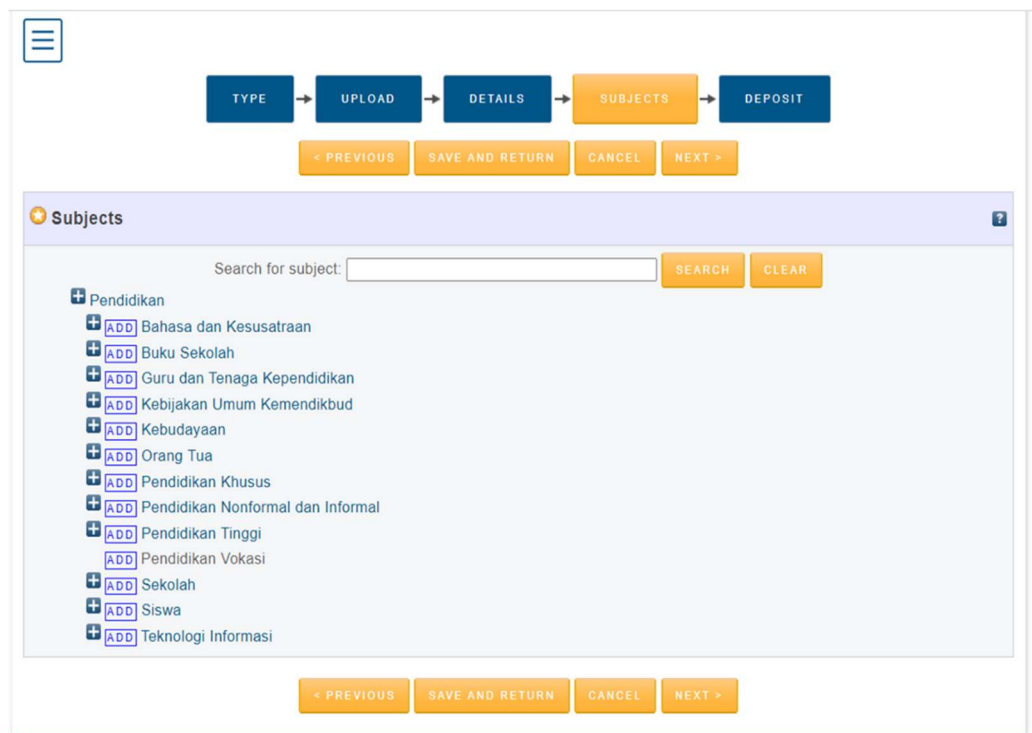 TYPE → UPLOAD → DETAILS → SUBJECTS → DEPOSIT
< PREVIOUS SAVE AND RETURN CANCEL NEXT >
Subjects ?
Search for subject: SEARCH CLEAR
Pendidikan
ADD Bahasa dan Kesusatraan
ADD Buku Sekolah
ADD Guru dan Tenaga Kependidikan
ADD Kebijakan Umum Kemendikbud
ADD Kebudayaan
ADD Orang Tua
ADD Pendidikan Khusus
ADD Pendidikan Nonformal dan Informal
ADD Pendidikan Tinggi
ADD Pendidikan Vokasi
ADD Sekolah
ADD Siswa
ADD Teknologi Informasi
< PREVIOUS SAVE AND RETURN CANCEL NEXT >